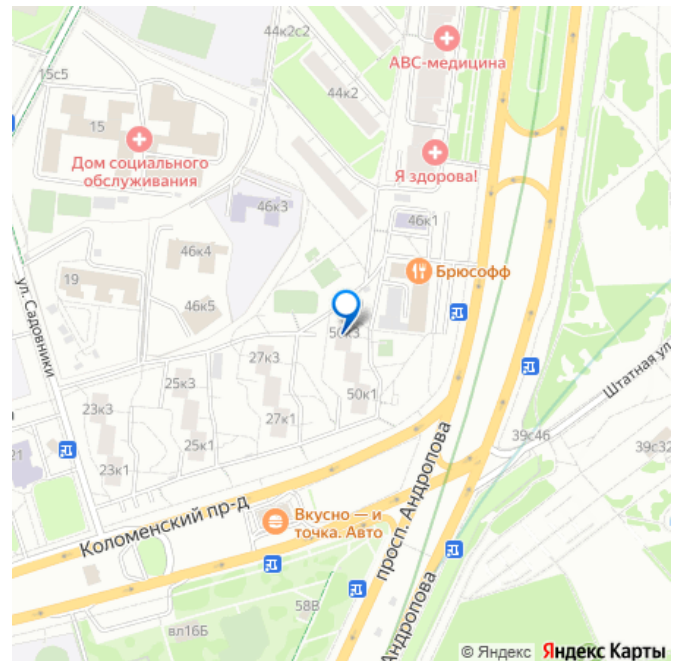 44к2с2
АВС-медицина
15с5
44к2
15
Дом социального
обслуживания
Я здорова!
46к3
46к1
46к4
Брюсофф
19
46к5
ул. Садовники
50к3
27к3
25к3
50к1
23к3
27к1
25к1
21
23к1
Штатная ул.
39с46
39с32
просп. Андропова
Коломенский пр-д
Вкусно — и
точка. Авто
58В
вл16Б
Андропова
© Яндекс Яндекс Карты